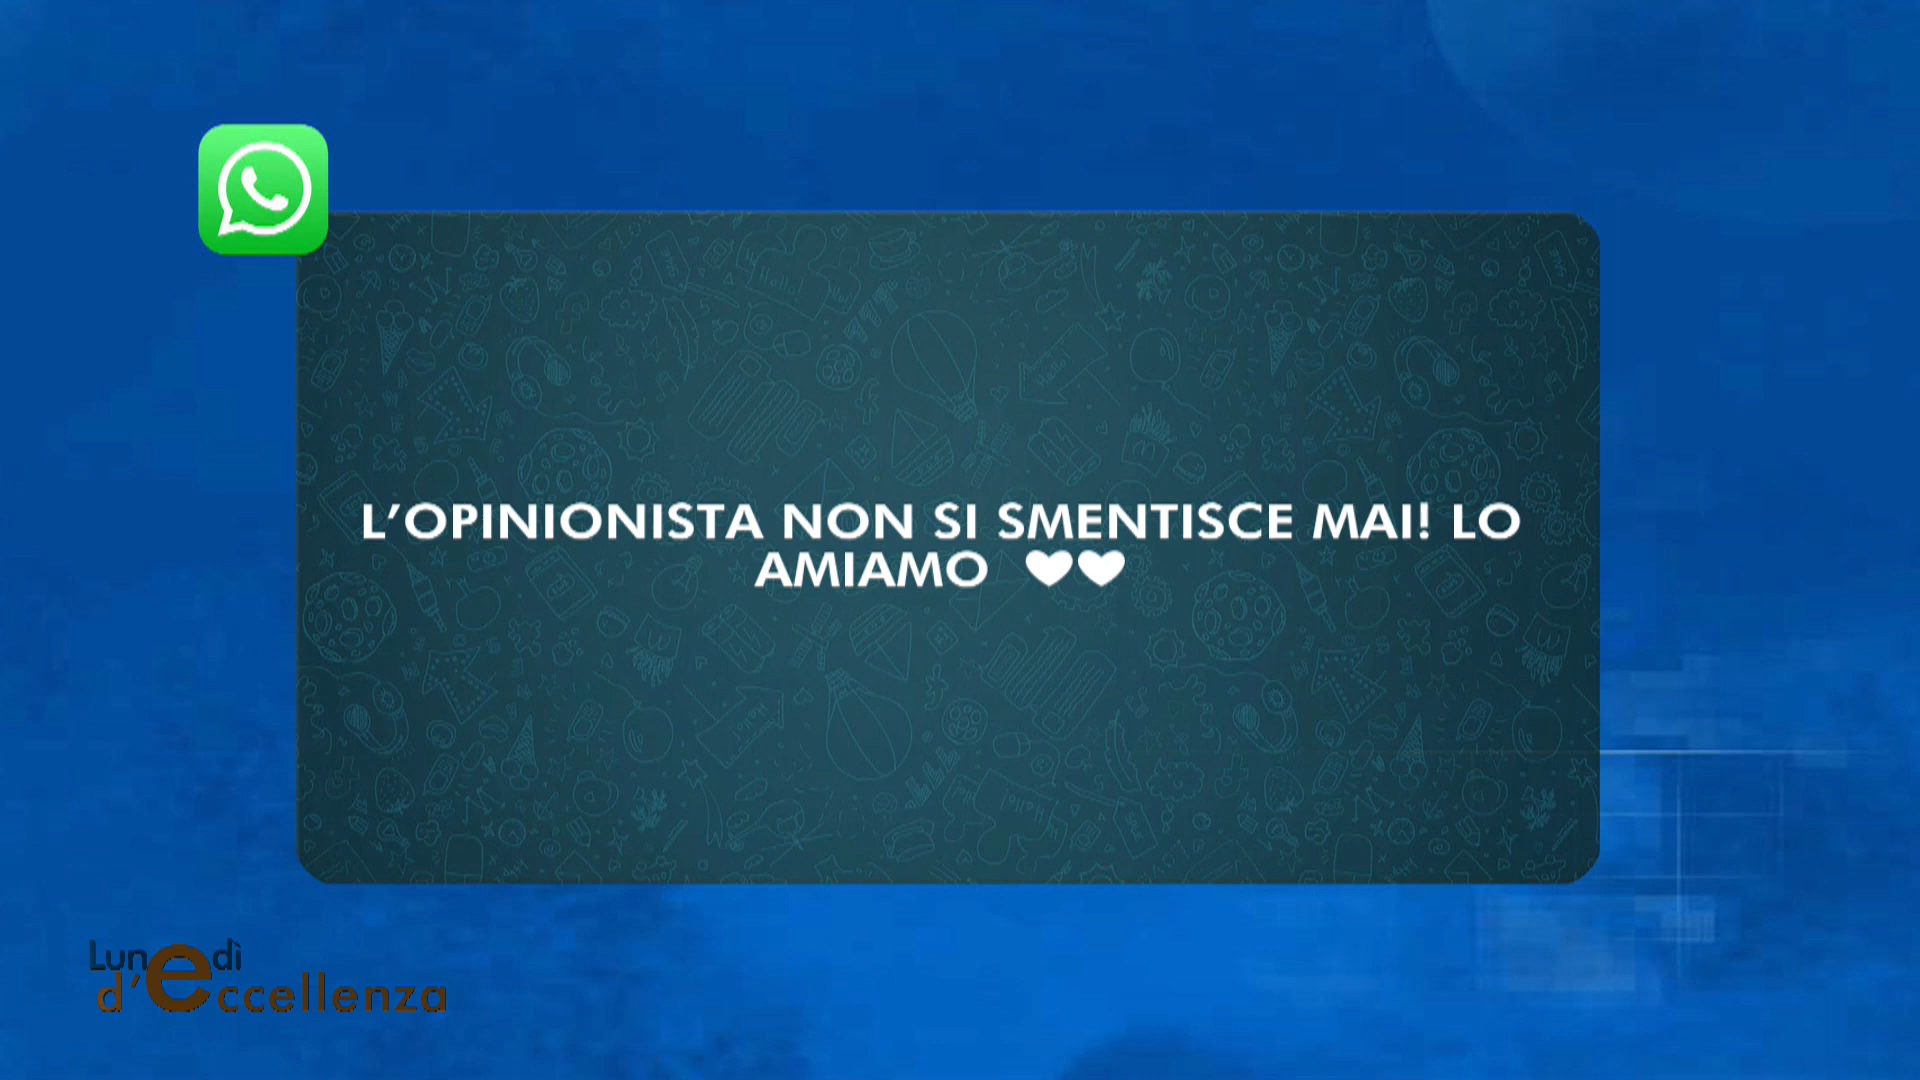 L’OPINIONISTA NON SI SMENTISCE MAI! LO
AMIAMO 🤍🤍
Lunedì
d’eccellenza